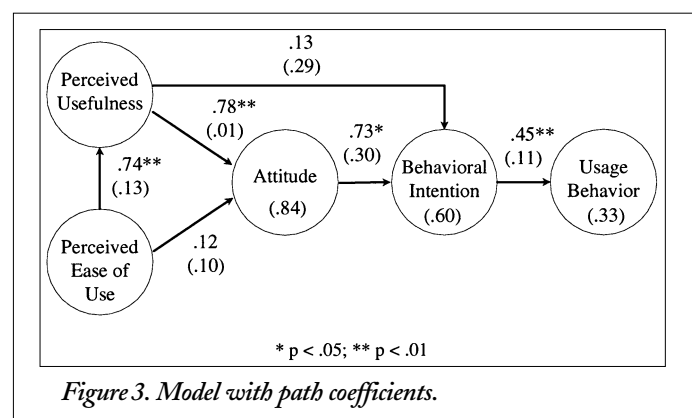 .13
(.29)
Perceived
Usefulness
.78**
(.01)
.74**
(.13)
Attitude
(.84)
.73*
(.30)
Behavioral
Intention
(.60)
.45**
(.11)
Usage
Behavior
(.33)
Perceived
Ease of
Use
.12
(.10)
* p < .05; ** p < .01
Figure 3. Model with path coefficients.